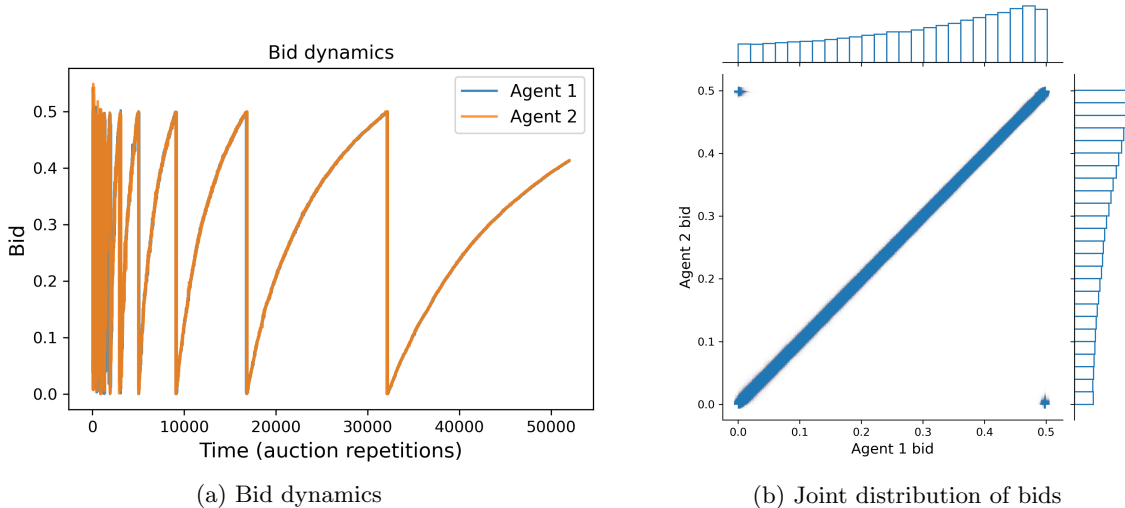 Bid dynamics
Agent 1
Agent 2
0.5
0.4
0.3
0.2
0.1
0.0
Bid
0
10000
20000
30000
40000
50000
Time (auction repetitions)
(a) Bid dynamics
0.5
0.4
0.3
0.2
0.1
0.0
Agent 2 bid
0.0
0.1
0.2
0.3
0.4
0.5
Agent 1 bid
(b) Joint distribution of bids